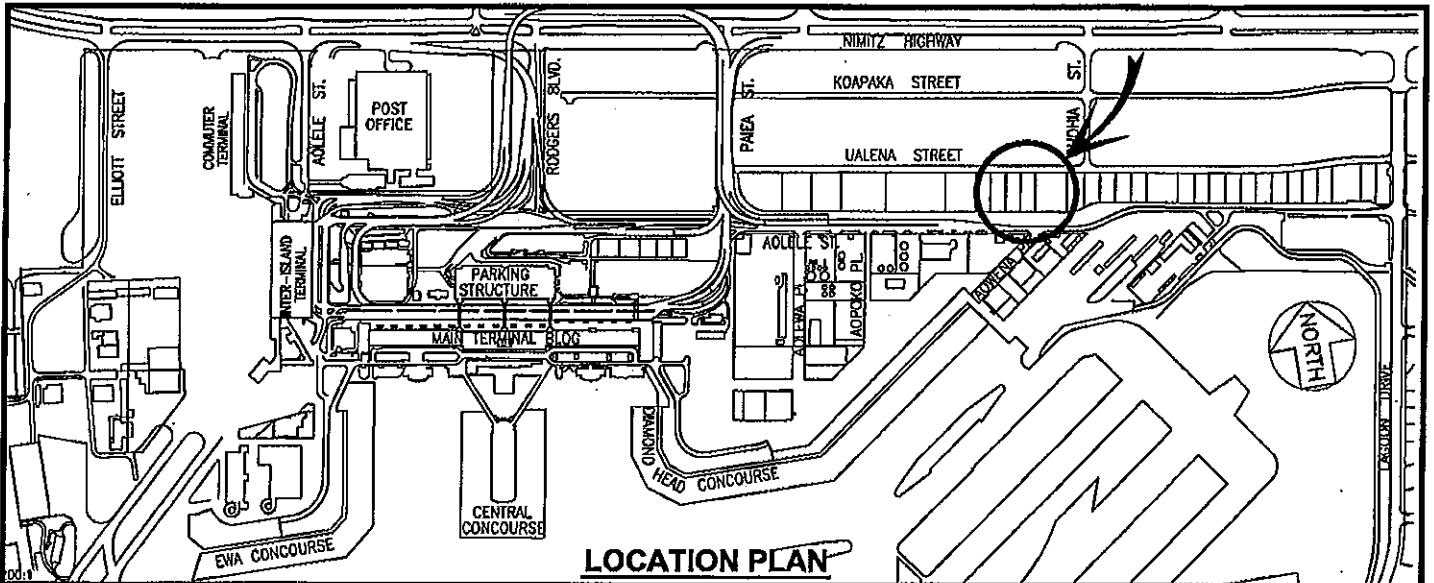 NIMITZ HIGHWAY
KOAPAKA STREET
UALENA STREET
ELLIOTT STREET
COMMUTER
TERMINAL
AOLELE ST.
POST
OFFICE
RODGERS BLVD.
PAIEA ST.
ST.
INTER-ISLAND
TERMINAL
PARKING
STRUCTURE
MAIN TERMINAL BLDG
AOLELE ST.
AOLEWA PL
AOPOKO PL.
AOWENA
NORTH
LAGOON DRIVE
DIAMOND
HEAD CONCOURSE
CENTRAL
CONCOURSE
EWA CONCOURSE
LOCATION PLAN